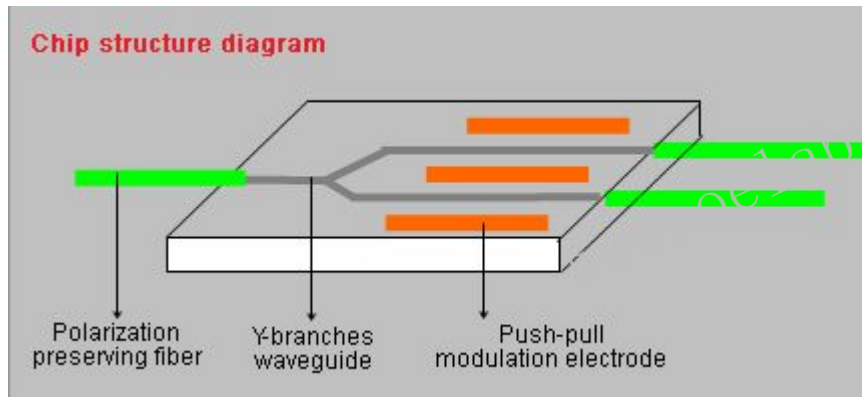 Chip structure diagram
Polarization
preserving fiber
Y-branches
waveguide
Push-pull
modulation electrode